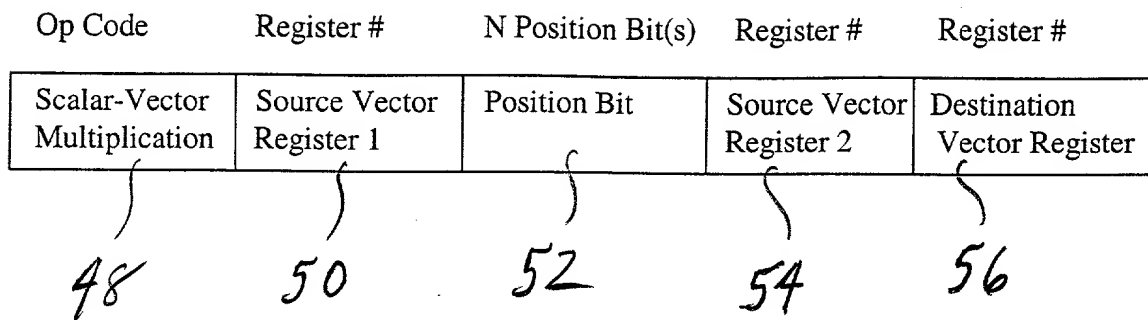 Op Code Register # N Position Bit(s) Register # Register #
Scalar-Vector Source Vector Position Bit Source Vector Destination
Multiplication Register 1 Register 2 Vector Register
48 50 52 54 56